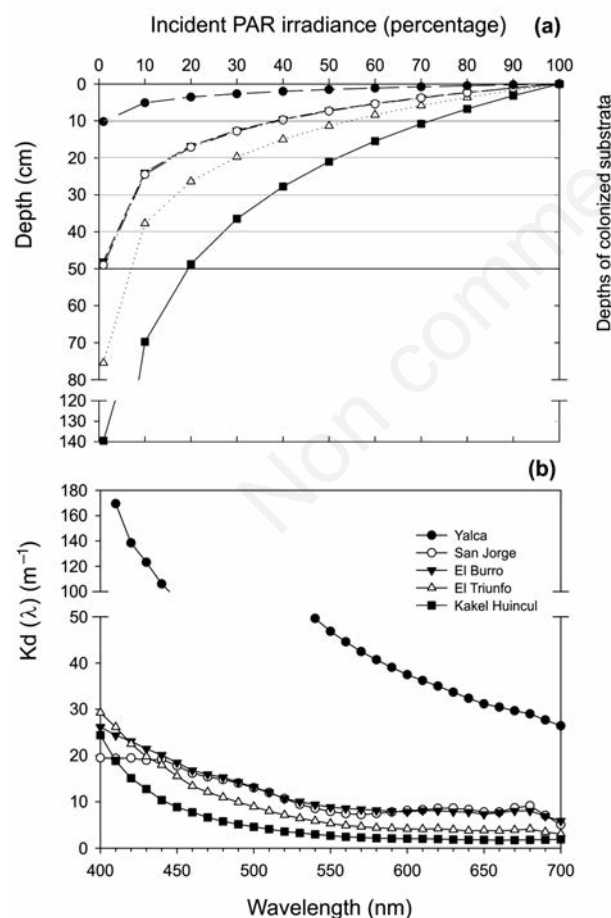 Incident PAR irradiance (percentage) (a)
0 10 20 30 40 50 60 70 80 90 100
0
10
20
30
40
50
60
70
80
120
130
140
Depth (cm)
Depths of colonized substrata
Non comme
(b)
180
160
140
120
100
50
40
30
20
10
0
Kd (λ) (m⁻¹)
Yalca
San Jorge
El Burro
El Triunfo
Kakel Huincul
400 450 500 550 600 650 700
Wavelength (nm)